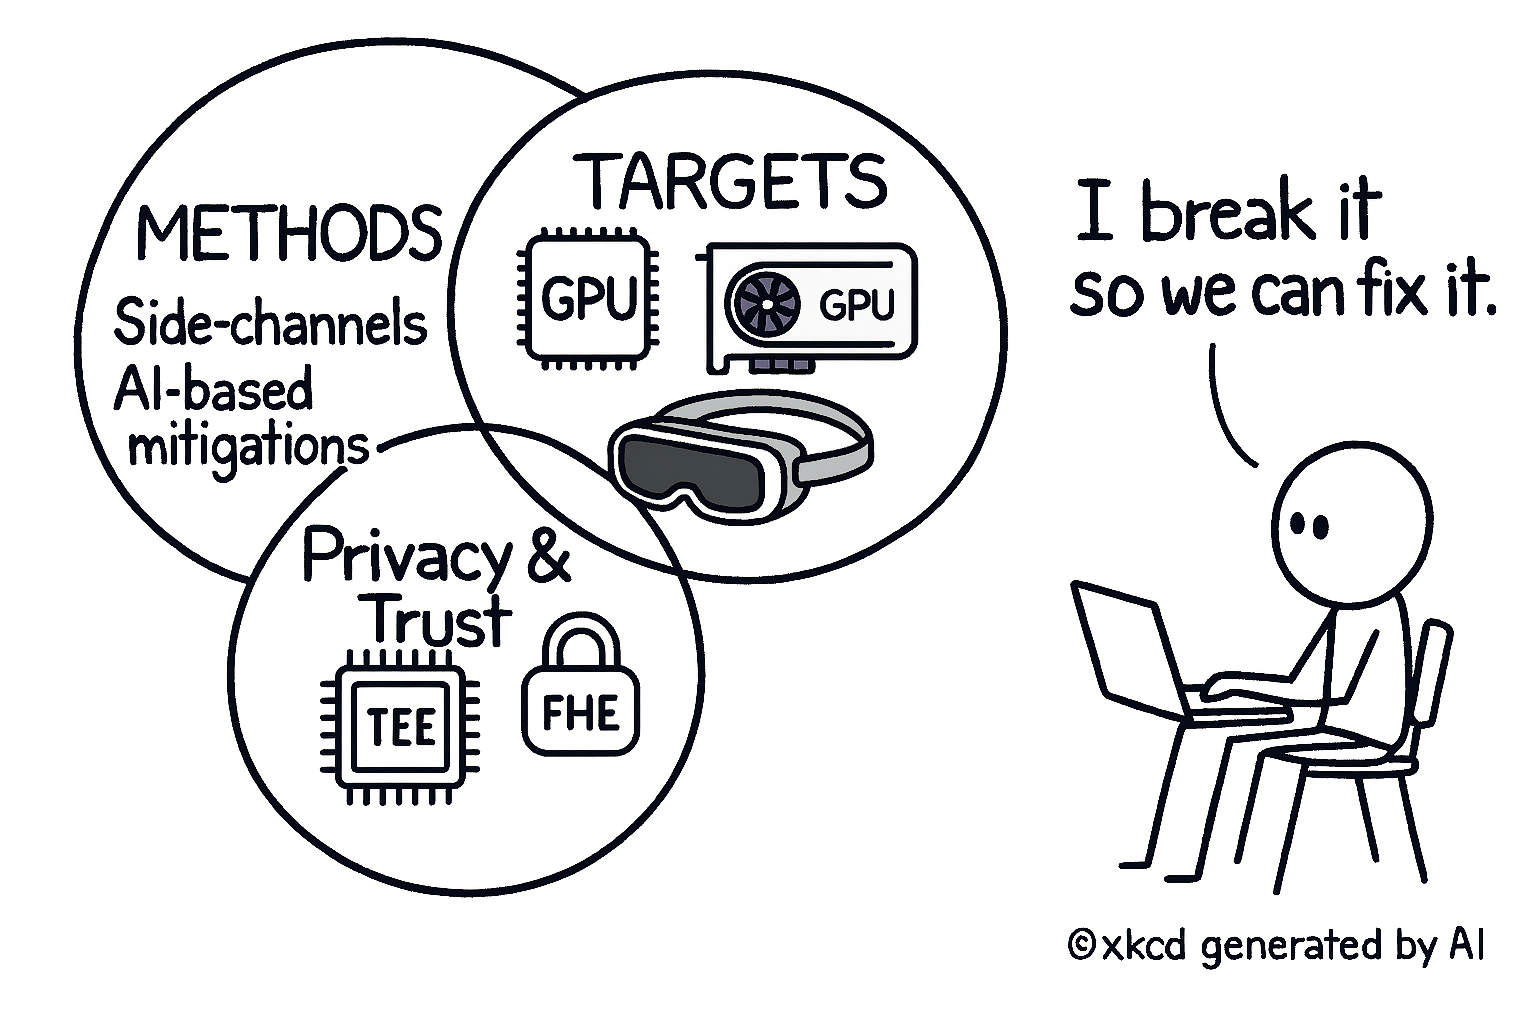 METHODS
Side-channels
AI-based
mitigations
TARGETS
GPU
GPU
Privacy &
Trust
TEE
FHE
I break it
so we can fix it.
©xkcd generated by AI